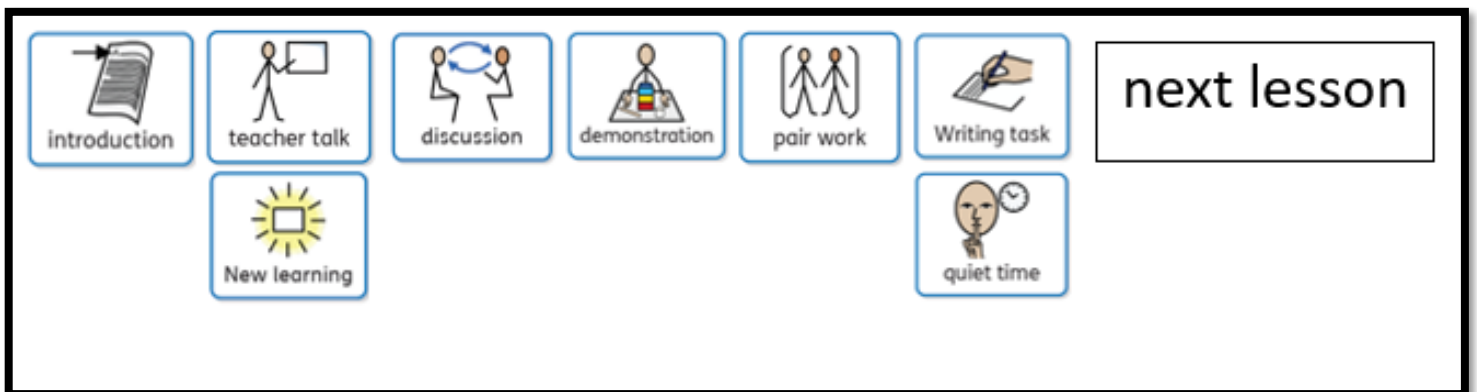 introduction
teacher talk
discussion
demonstration
pair work
Writing task
next lesson
New learning
quiet time